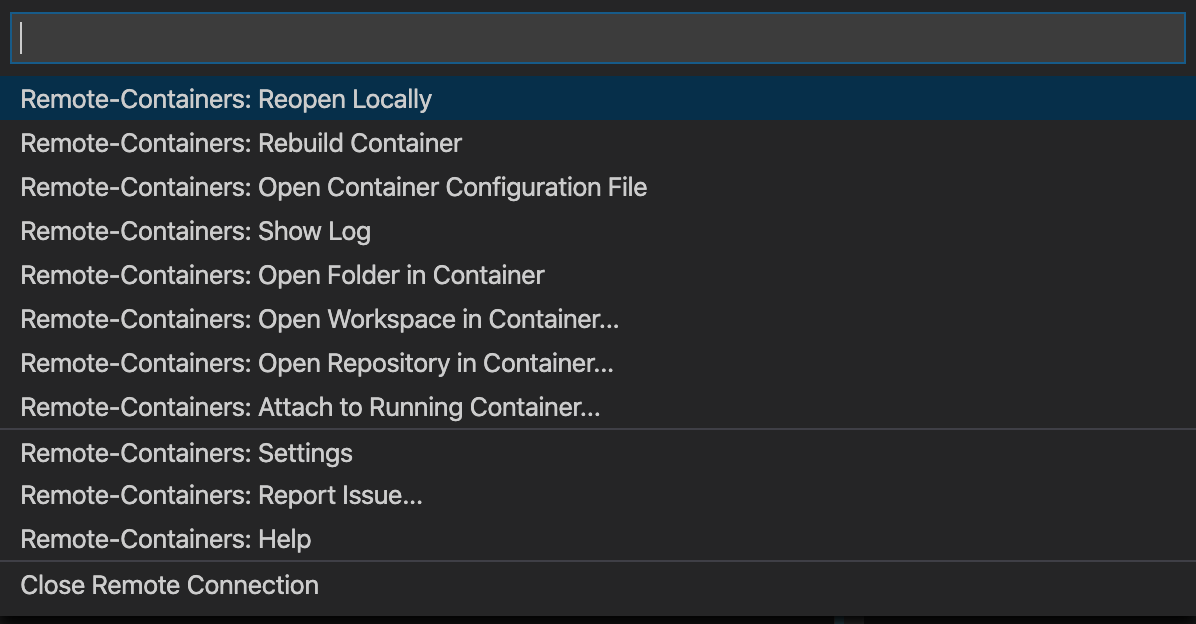 Remote-Containers: Reopen Locally
Remote-Containers: Rebuild Container
Remote-Containers: Open Container Configuration File
Remote-Containers: Show Log
Remote-Containers: Open Folder in Container
Remote-Containers: Open Workspace in Container...
Remote-Containers: Open Repository in Container...
Remote-Containers: Attach to Running Container...
Remote-Containers: Settings
Remote-Containers: Report Issue...
Remote-Containers: Help
Close Remote Connection